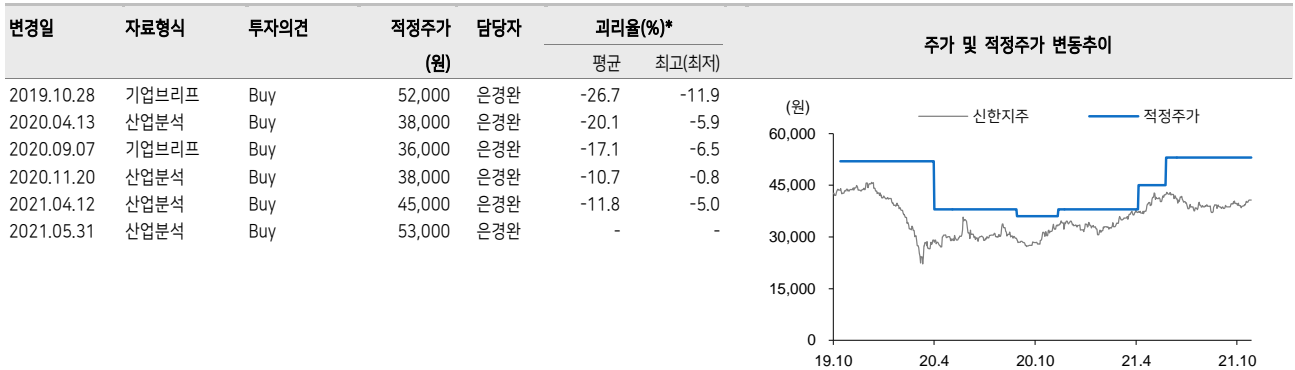 변경일 자료형식 투자의견 적정주가 담당자 괴리율(%)* 주가 및 적정주가 변동추이
(원) 평균 최고(최저)
2019.10.28 기업브리프 Buy 52,000 은경완 -26.7 -11.9
2020.04.13 산업분석 Buy 38,000 은경완 -20.1 -5.9
2020.09.07 기업브리프 Buy 36,000 은경완 -17.1 -6.5
2020.11.20 산업분석 Buy 38,000 은경완 -10.7 -0.8
2021.04.12 산업분석 Buy 45,000 은경완 -11.8 -5.0
2021.05.31 산업분석 Buy 53,000 은경완 - -
(원)
신한지주 적정주가
60,000
45,000
30,000
15,000
0
19.10 20.4 20.10 21.4 21.10